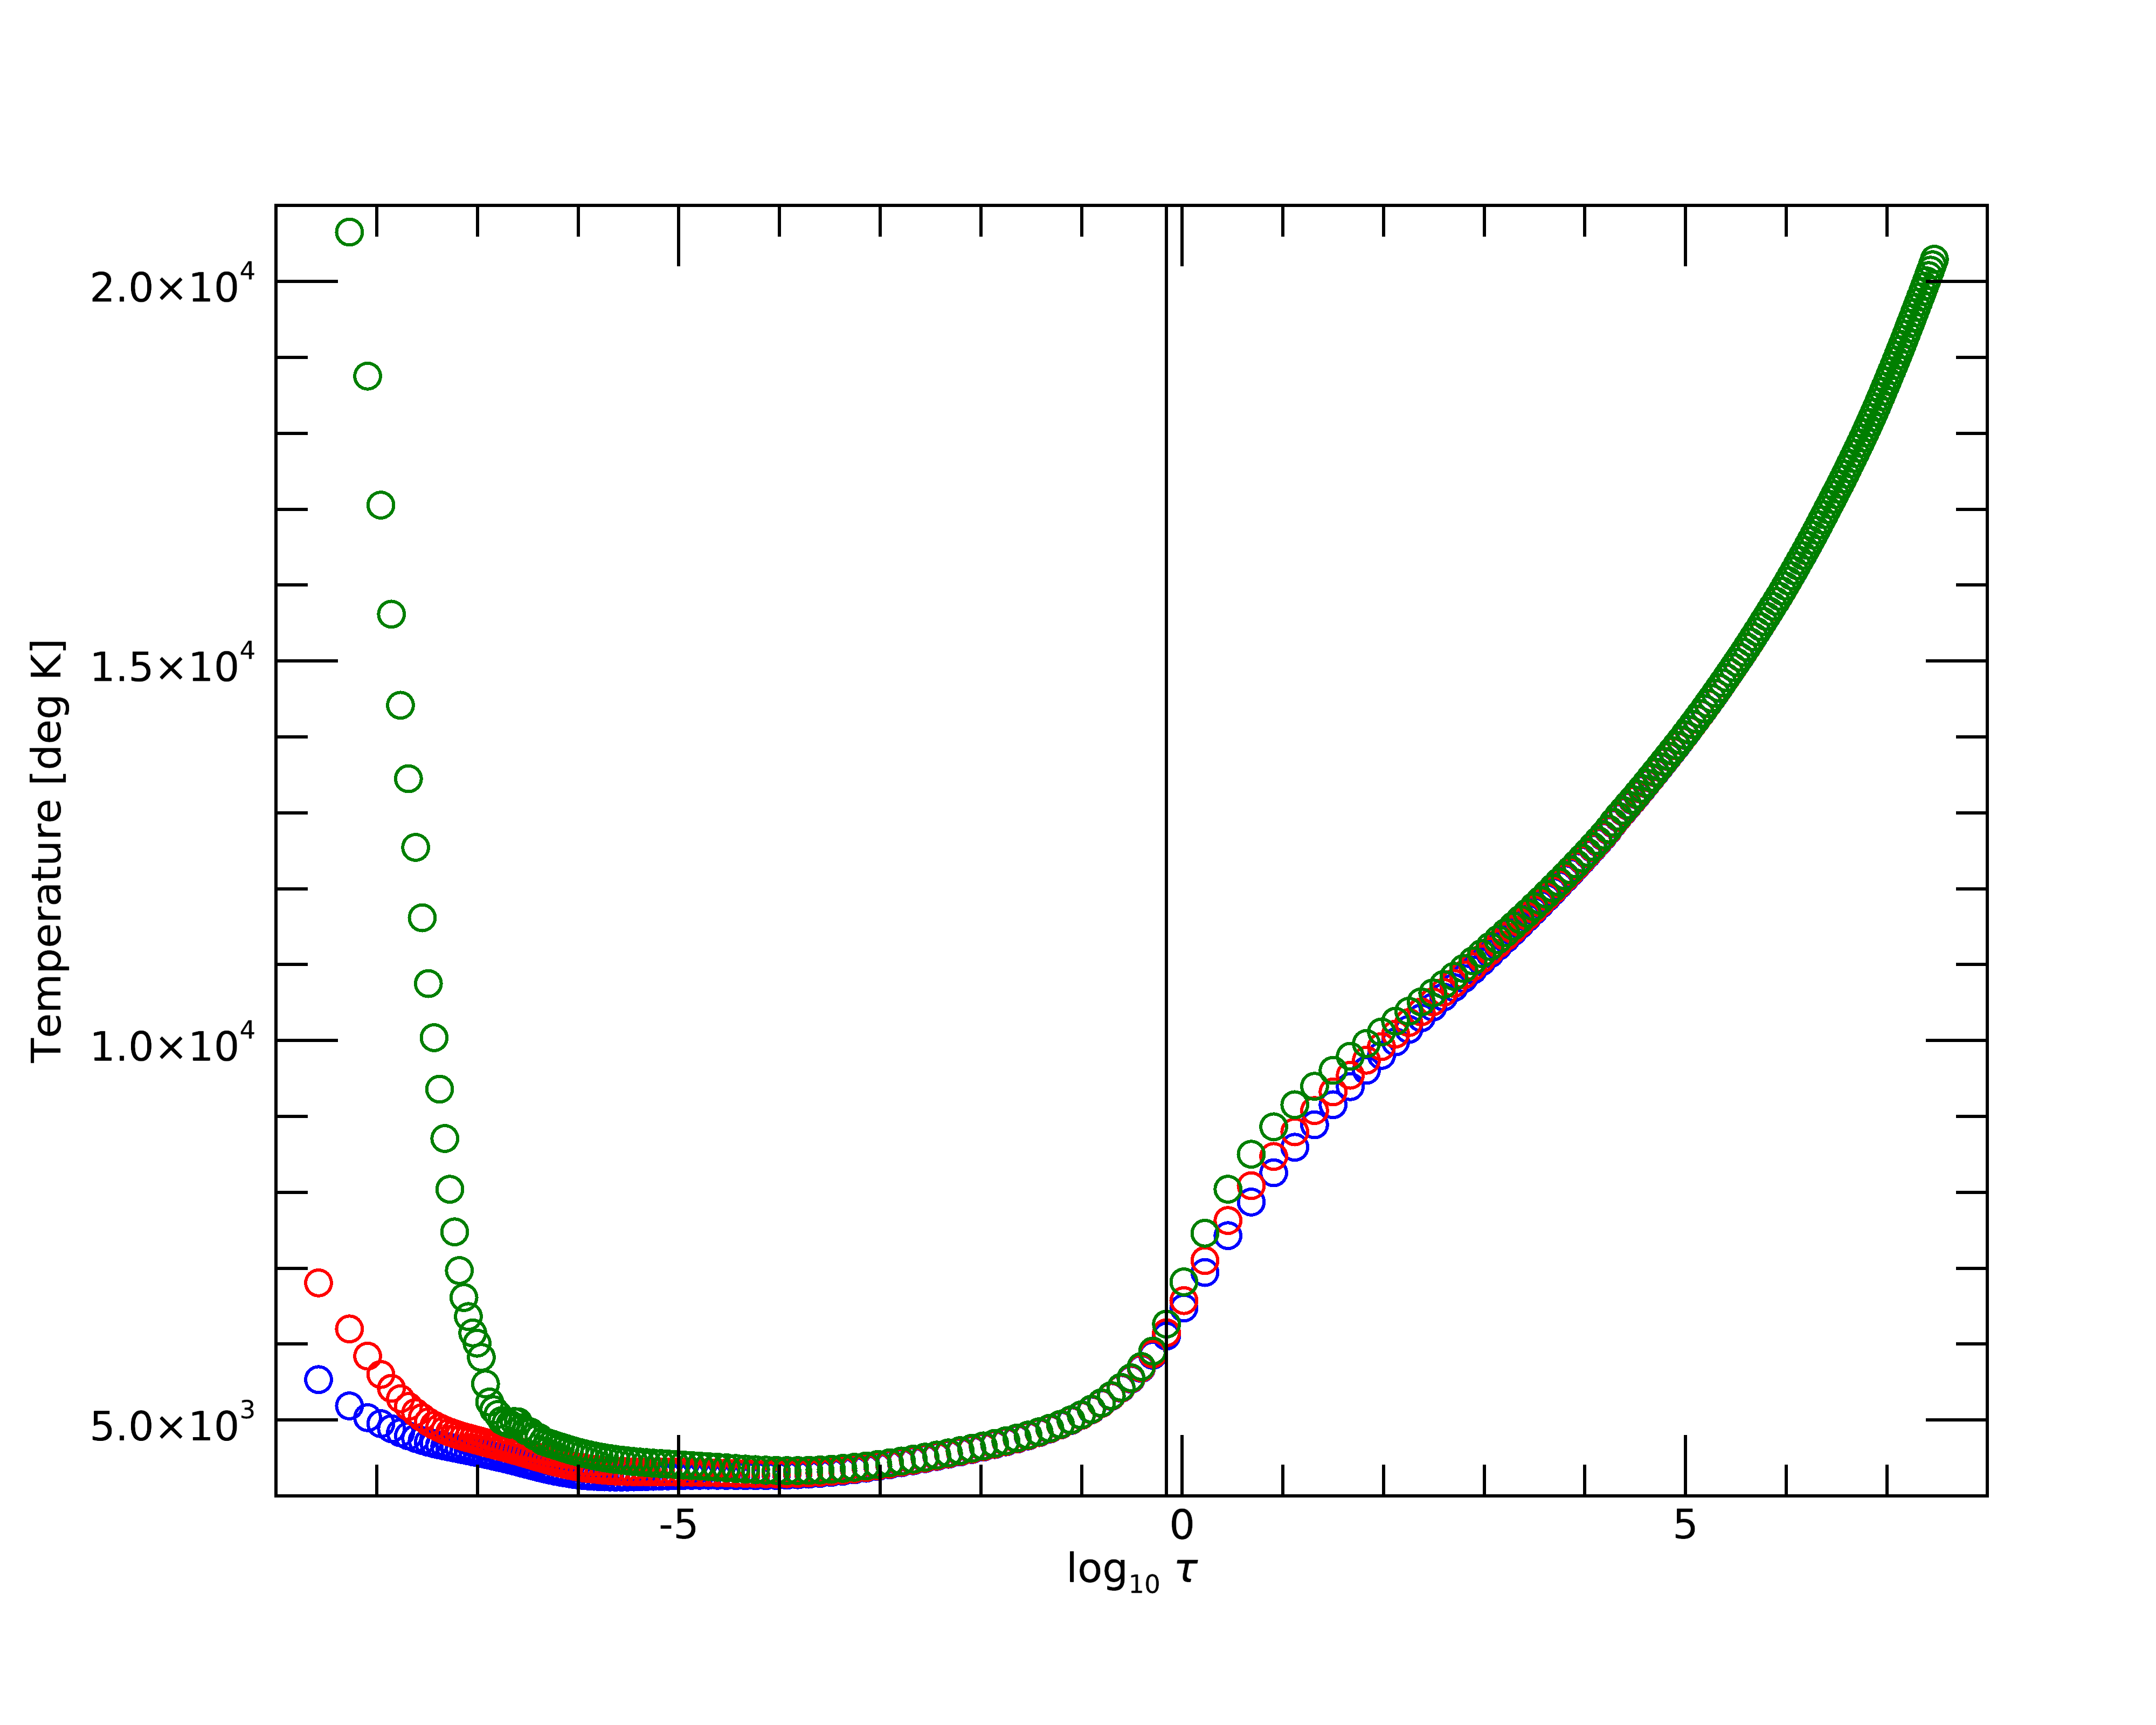 2.0×10⁴
1.5×10⁴
1.0×10⁴
5.0×10³
Temperature [deg K]
-5 0 5
log₁₀ τ